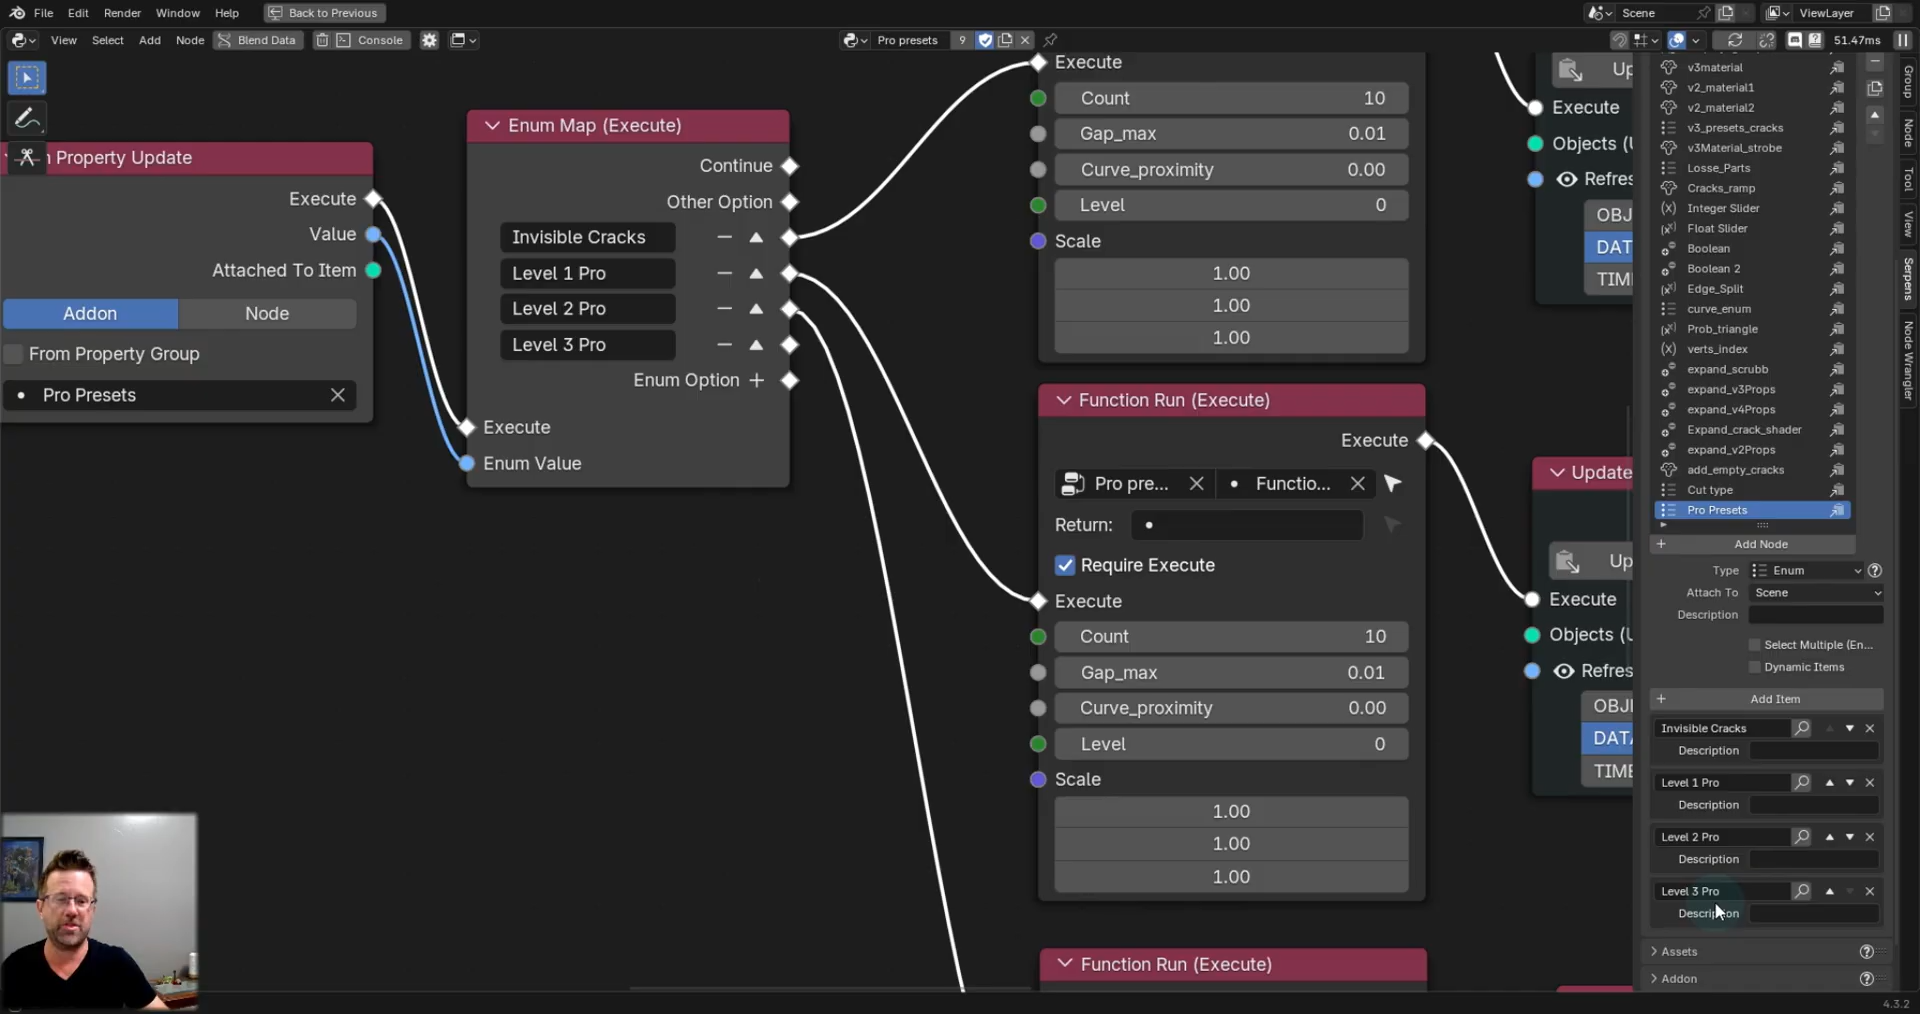 File Edit Render Window Help Back to Previous Scene ViewLayer
View Select Add Node Blend Data Console Pro presets 9 51.47ms
Property Update
Execute
Value
Attached To Item
Addon Node
From Property Group
Pro Presets
Enum Map (Execute)
Continue
Other Option
Invisible Cracks
Level 1 Pro
Level 2 Pro
Level 3 Pro
Enum Option
Execute
Enum Value
Execute
Count 10
Gap_max 0.01
Curve_proximity 0.00
Level 0
Scale
1.00
1.00
1.00
Function Run (Execute)
Execute
Pro pre... Functio...
Return:
Require Execute
Execute
Count 10
Gap_max 0.01
Curve_proximity 0.00
Level 0
Scale
1.00
1.00
1.00
Function Run (Execute)
Up
Execute
Objects (U
Refres
OBJ
DAT
TIM
Update
Up
Execute
Objects (U
Refres
OBJ
DATA
TIME
v3material
v2_material1
v2_material2
v3_presets_cracks
v3Material_strobe
Losse_Parts
Cracks_ramp
Integer Slider
Float Slider
Boolean
Boolean 2
Edge_Split
curve_enum
Prob_triangle
verts_index
expand_scrubb
expand_v3Props
expand_v4Props
Expand_crack_shader
expand_v2Props
add_empty_cracks
Cut type
Pro Presets
Add Node
Type Enum
Attach To Scene
Description
Select Multiple (En...
Dynamic Items
Add Item
Invisible Cracks
Description
Level 1 Pro
Description
Level 2 Pro
Description
Level 3 Pro
Description
Assets
Addon
Group
Node
Tool
View
Serpens
Node Wrangler
4.3.2